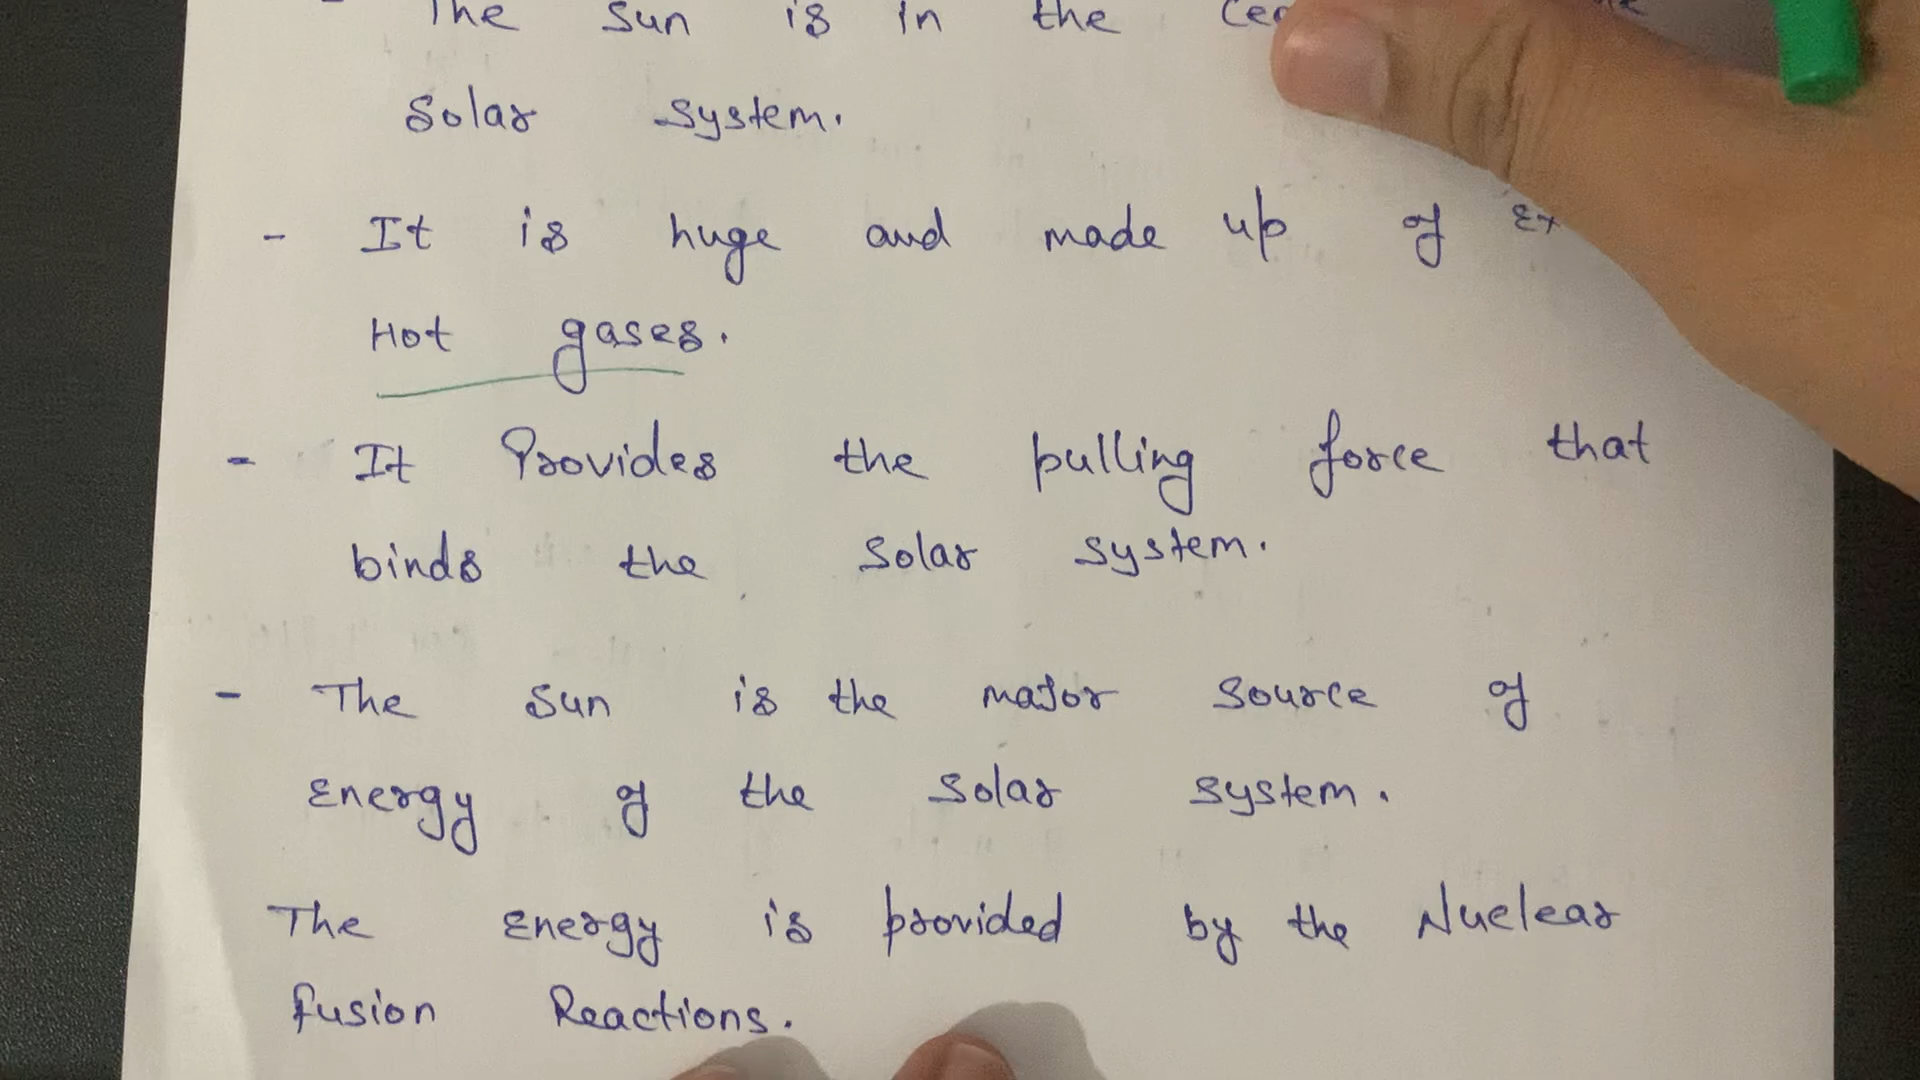 - The Sun is in the
Solar System.
- It is huge and made up of
Hot gases.
- It Provides the pulling force that
binds the Solar System.
- The Sun is the major Source of
Energy of the Solar System.
The Energy is provided by the Nuclear
fusion Reactions.